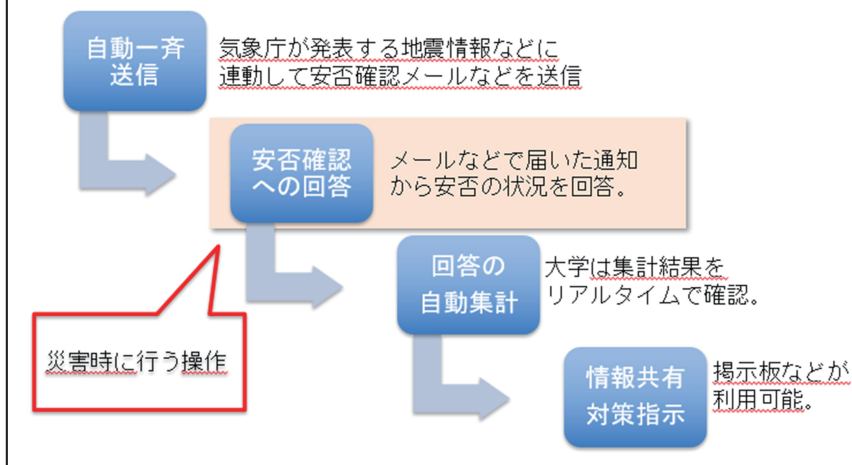 自動一斉
送信
気象庁が発表する地震情報などに
連動して安否確認メールなどを送信
安否確認
への回答
メールなどで届いた通知
から安否の状況を回答。
回答の
自動集計
大学は集計結果を
リアルタイムで確認。
災害時に行う操作
情報共有
対策指示
掲示板などが
利用可能。